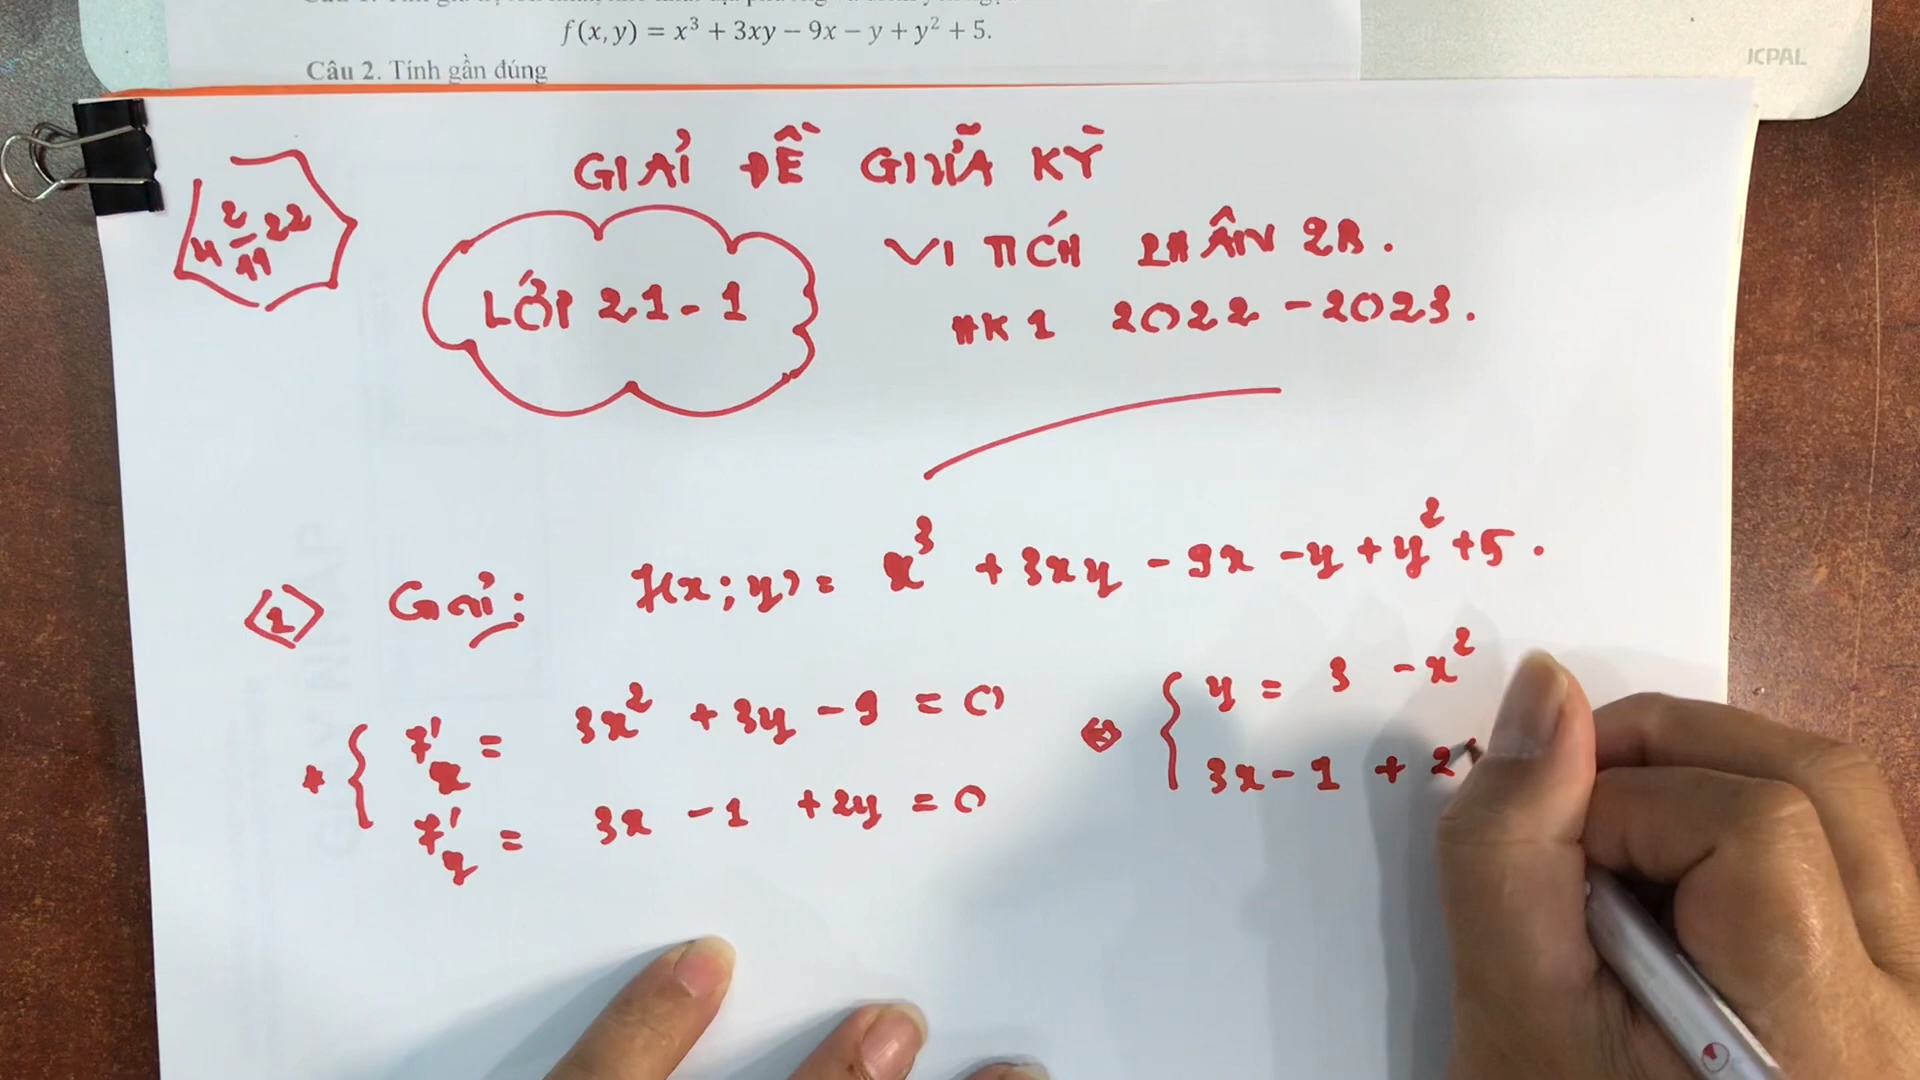 f(x, y) = x³ + 3xy − 9x − y + y² + 5.
JCPAL
Câu 2. Tính gần đúng
GIẢI ĐỀ GIỮA KỲ
2
4 22
11
VI TÍCH PHÂN 2B.
LỚP 21-1
HK1 2022 - 2023.
1 Giải: f(x;y) = x³ + 3xy - 9x - y + y² + 5.
* { f'x = 3x² + 3y - 9 = 0 ⇔ { y = 3 - x²
f'y = 3x - 1 + 2y = 0 3x - 1 + 2